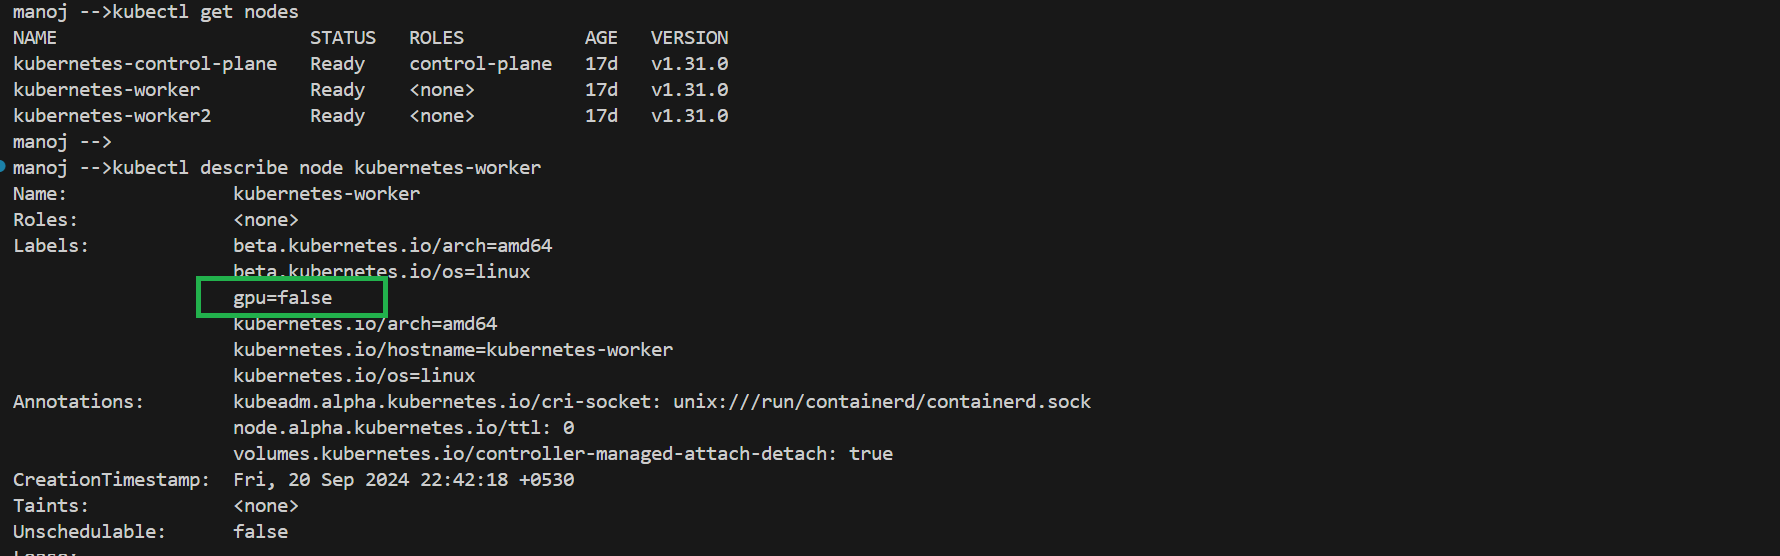 manoj -->kubectl get nodes
NAME STATUS ROLES AGE VERSION
kubernetes-control-plane Ready control-plane 17d v1.31.0
kubernetes-worker Ready <none> 17d v1.31.0
kubernetes-worker2 Ready <none> 17d v1.31.0
manoj -->
manoj -->kubectl describe node kubernetes-worker
Name: kubernetes-worker
Roles: <none>
Labels: beta.kubernetes.io/arch=amd64
beta.kubernetes.io/os=linux
gpu=false
kubernetes.io/arch=amd64
kubernetes.io/hostname=kubernetes-worker
kubernetes.io/os=linux
Annotations: kubeadm.alpha.kubernetes.io/cri-socket: unix:///run/containerd/containerd.sock
node.alpha.kubernetes.io/ttl: 0
volumes.kubernetes.io/controller-managed-attach-detach: true
CreationTimestamp: Fri, 20 Sep 2024 22:42:18 +0530
Taints: <none>
Unschedulable: false